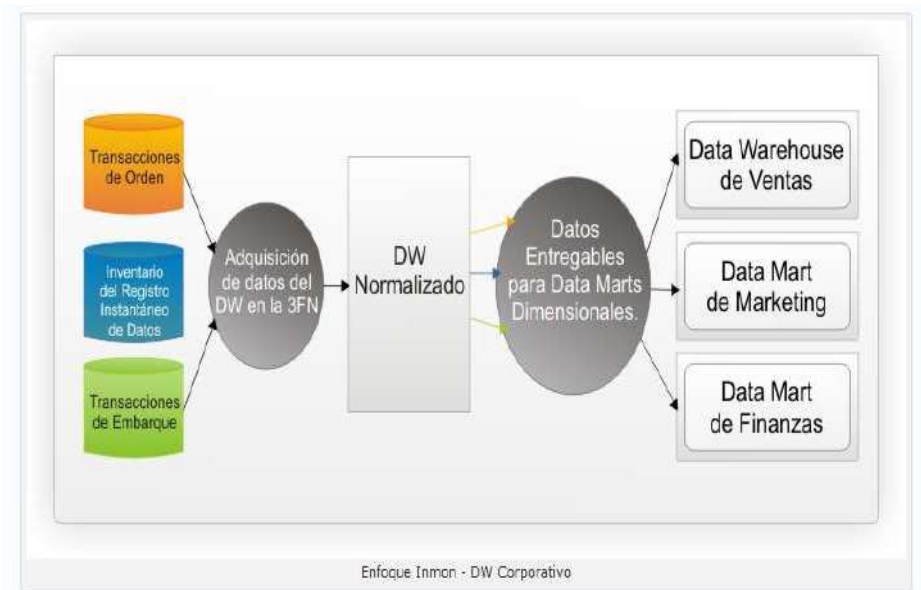 Transacciones
de Orden
Inventario
del Registro
Instantáneo
de Datos
Transacciones
de Embarque
Adquisición
de datos del
DW en la 3FN
DW
Normalizado
Datos
Entregables
para Data Marts
Dimensionales.
Data Warehouse
de Ventas
Data Mart
de Marketing
Data Mart
de Finanzas
Enfoque Inmon - DW Corporativo